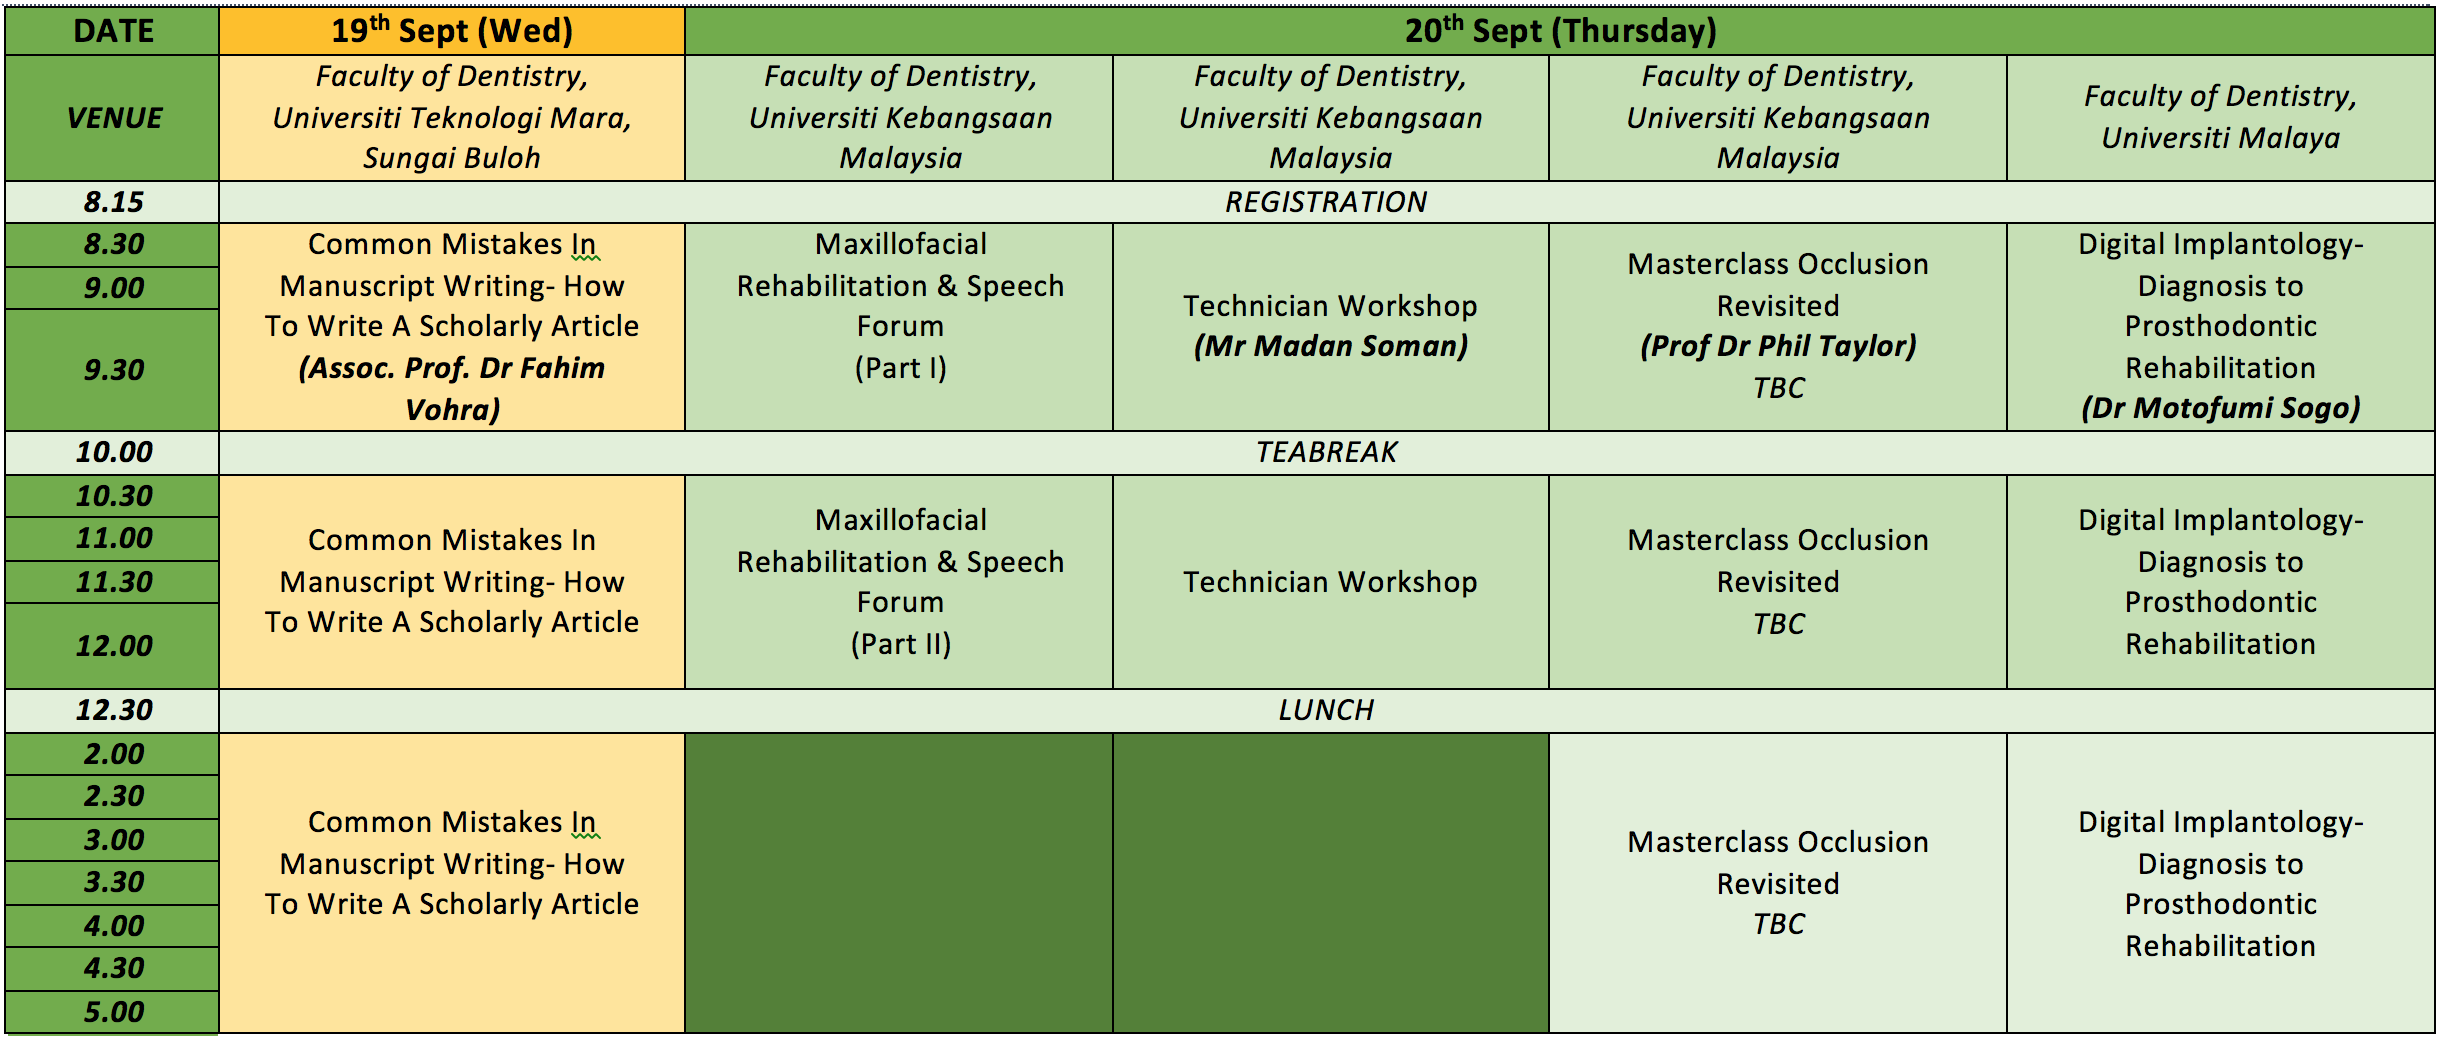 DATE
19th Sept (Wed)
20th Sept (Thursday)
VENUE
Faculty of Dentistry,
Universiti Teknologi Mara,
Sungai Buloh
Faculty of Dentistry,
Universiti Kebangsaan
Malaysia
Faculty of Dentistry,
Universiti Kebangsaan
Malaysia
Faculty of Dentistry,
Universiti Kebangsaan
Malaysia
Faculty of Dentistry,
Universiti Malaya
8.15
REGISTRATION
8.30
9.00
9.30
Common Mistakes In
Manuscript Writing- How
To Write A Scholarly Article
(Assoc. Prof. Dr Fahim
Vohra)
Maxillofacial
Rehabilitation & Speech
Forum
(Part I)
Technician Workshop
(Mr Madan Soman)
Masterclass Occlusion
Revisited
(Prof Dr Phil Taylor)
TBC
Digital Implantology-
Diagnosis to
Prosthodontic
Rehabilitation
(Dr Motofumi Sogo)
10.00
TEABREAK
10.30
11.00
11.30
12.00
Common Mistakes In
Manuscript Writing- How
To Write A Scholarly Article
Maxillofacial
Rehabilitation & Speech
Forum
(Part II)
Technician Workshop
Masterclass Occlusion
Revisited
TBC
Digital Implantology-
Diagnosis to
Prosthodontic
Rehabilitation
12.30
LUNCH
2.00
2.30
3.00
3.30
4.00
4.30
5.00
Common Mistakes In
Manuscript Writing- How
To Write A Scholarly Article
Masterclass Occlusion
Revisited
TBC
Digital Implantology-
Diagnosis to
Prosthodontic
Rehabilitation